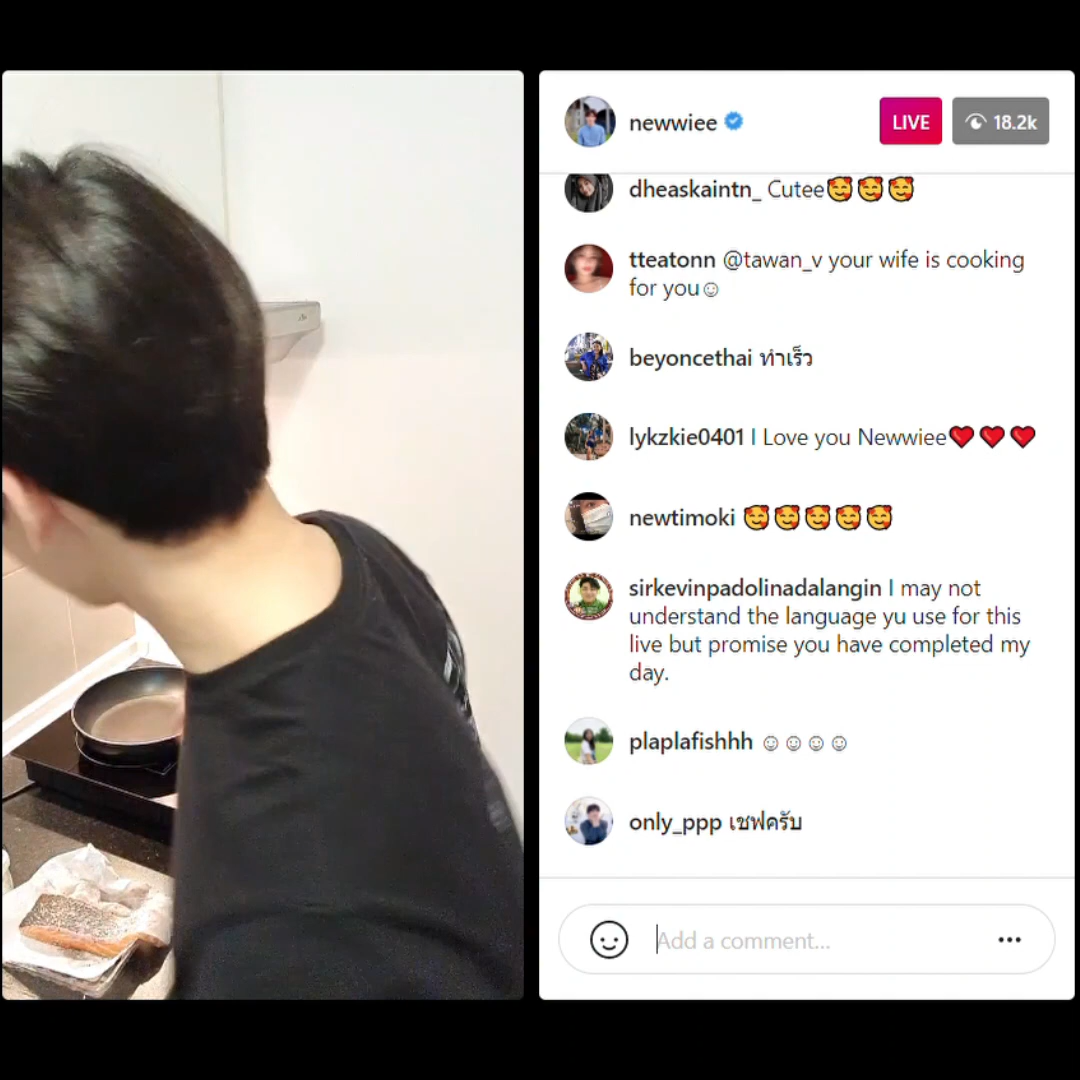 newwiee
LIVE
18.2k
dheaskaintn_ Cutee🥰🥰🥰
tteatonn @tawan_v your wife is cooking
for you☺
beyoncethai ทำเร็ว
lykzkie0401 I Love you Newwiee❤❤❤
newtimoki 🥰🥰🥰🥰🥰
sirkevinpadolinadalangin I may not
understand the language yu use for this
live but promise you have completed my
day.
plaplafishhh ☺☺☺☺
only_ppp เชฟครับ
Add a comment...